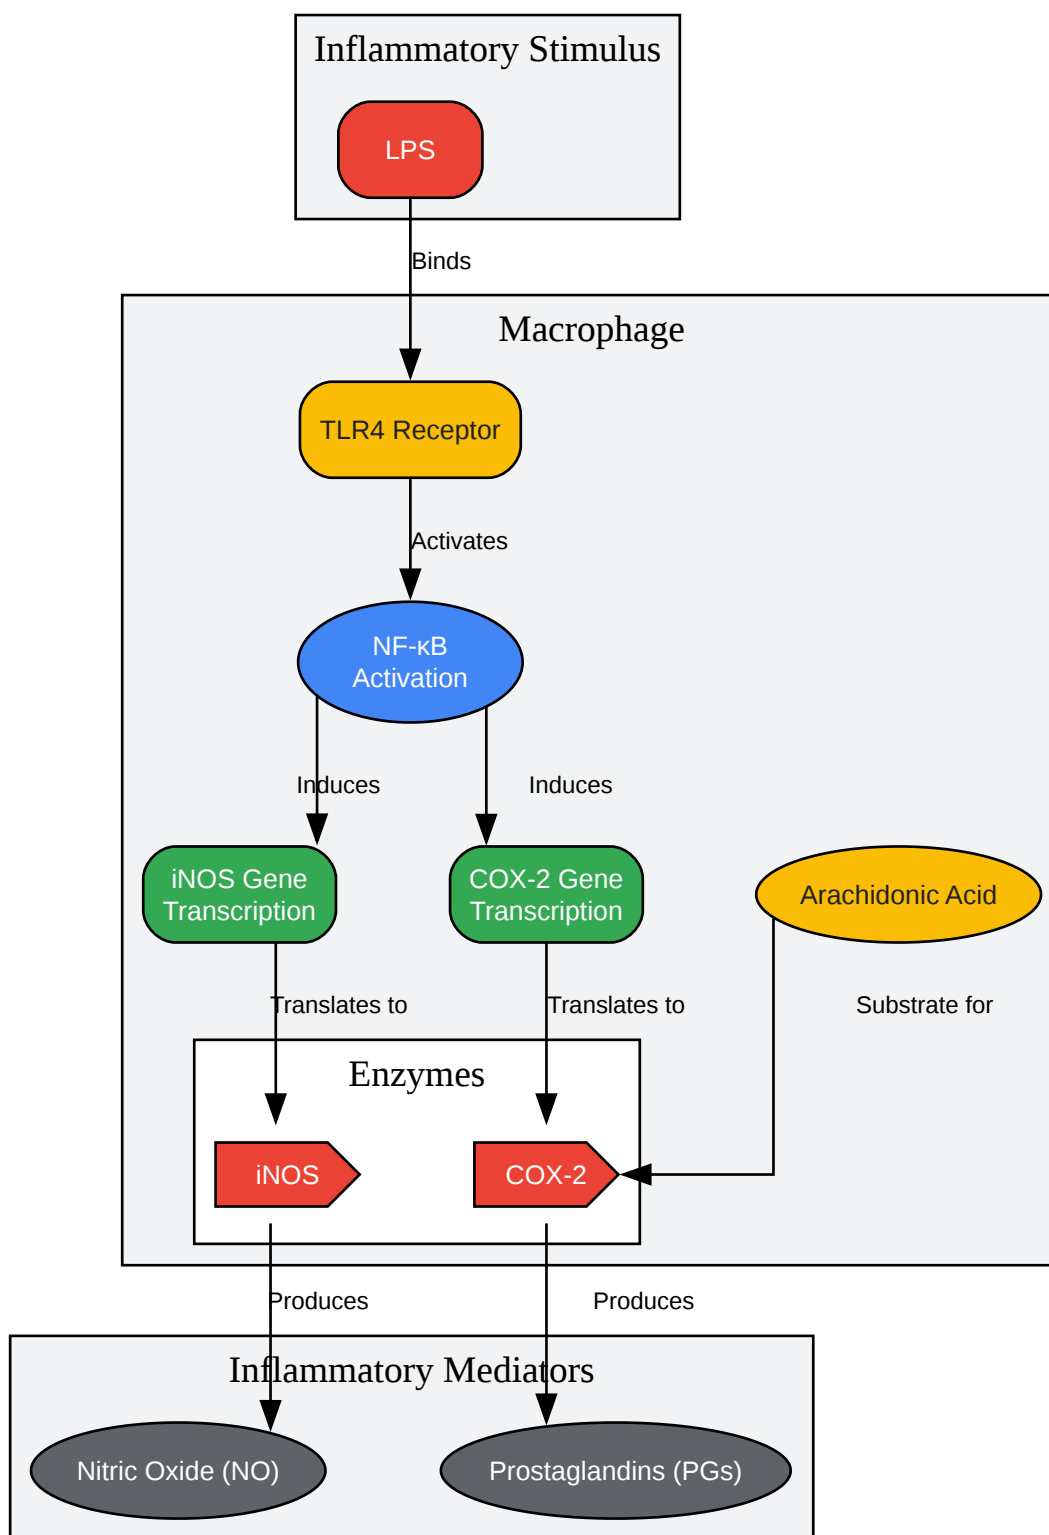 Inflammatory Stimulus
LPS
Binds
Macrophage
TLR4 Receptor
Activates
NF-κB
Activation
Induces
Induces
iNOS Gene
Transcription
COX-2 Gene
Transcription
Arachidonic Acid
Translates to
Translates to
Substrate for
Enzymes
iNOS
COX-2
Produces
Produces
Inflammatory Mediators
Nitric Oxide (NO)
Prostaglandins (PGs)